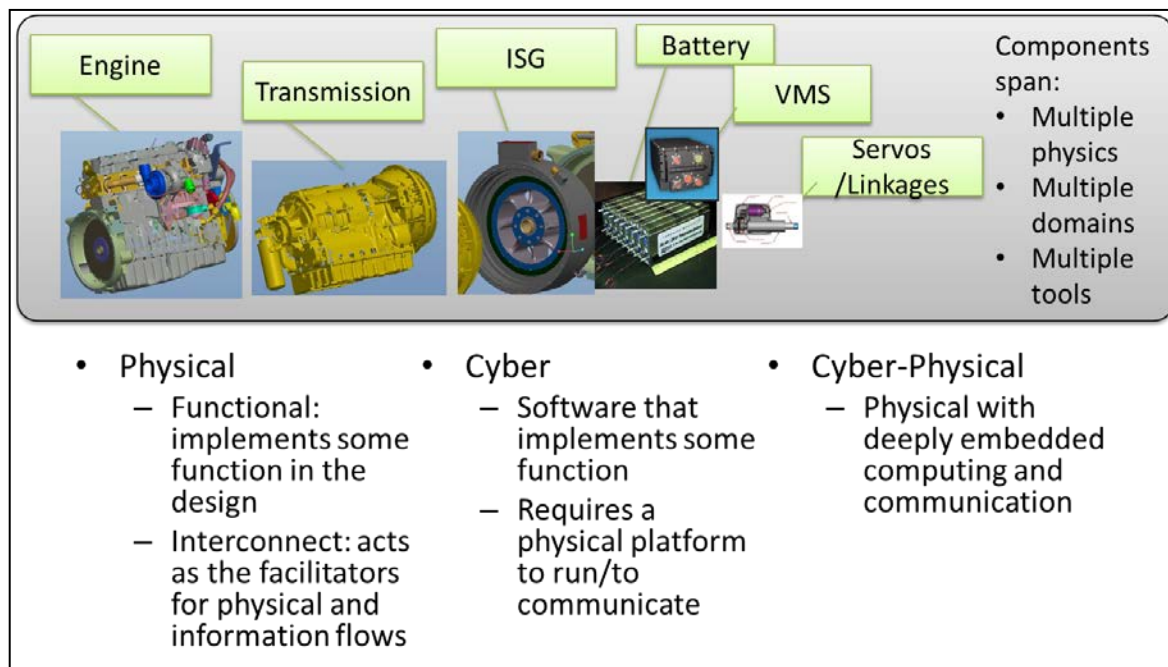 Engine
Transmission
ISG
Battery
VMS
Servos
/Linkages
Components
span:
• Multiple
physics
• Multiple
domains
• Multiple
tools
• Physical
– Functional:
implements some
function in the
design
– Interconnect: acts
as the facilitators
for physical and
information flows
• Cyber
– Software that
implements some
function
– Requires a
physical platform
to run/to
communicate
• Cyber-Physical
– Physical with
deeply embedded
computing and
communication